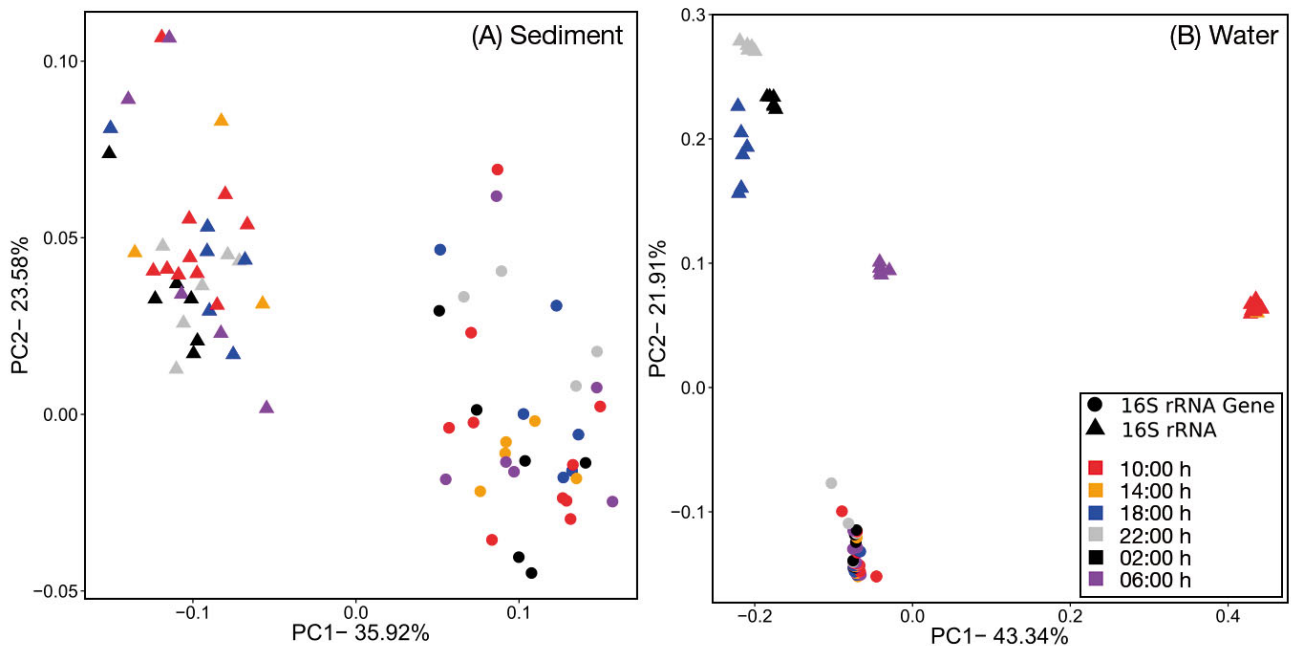 (A) Sediment
0.10
0.05
0.00
−0.05
PC2− 23.58%
−0.1
0.0
0.1
PC1− 35.92%
(B) Water
0.3
0.2
0.1
0.0
−0.1
PC2− 21.91%
−0.2
0.0
0.2
0.4
PC1− 43.34%
16S rRNA Gene
16S rRNA
10:00 h
14:00 h
18:00 h
22:00 h
02:00 h
06:00 h